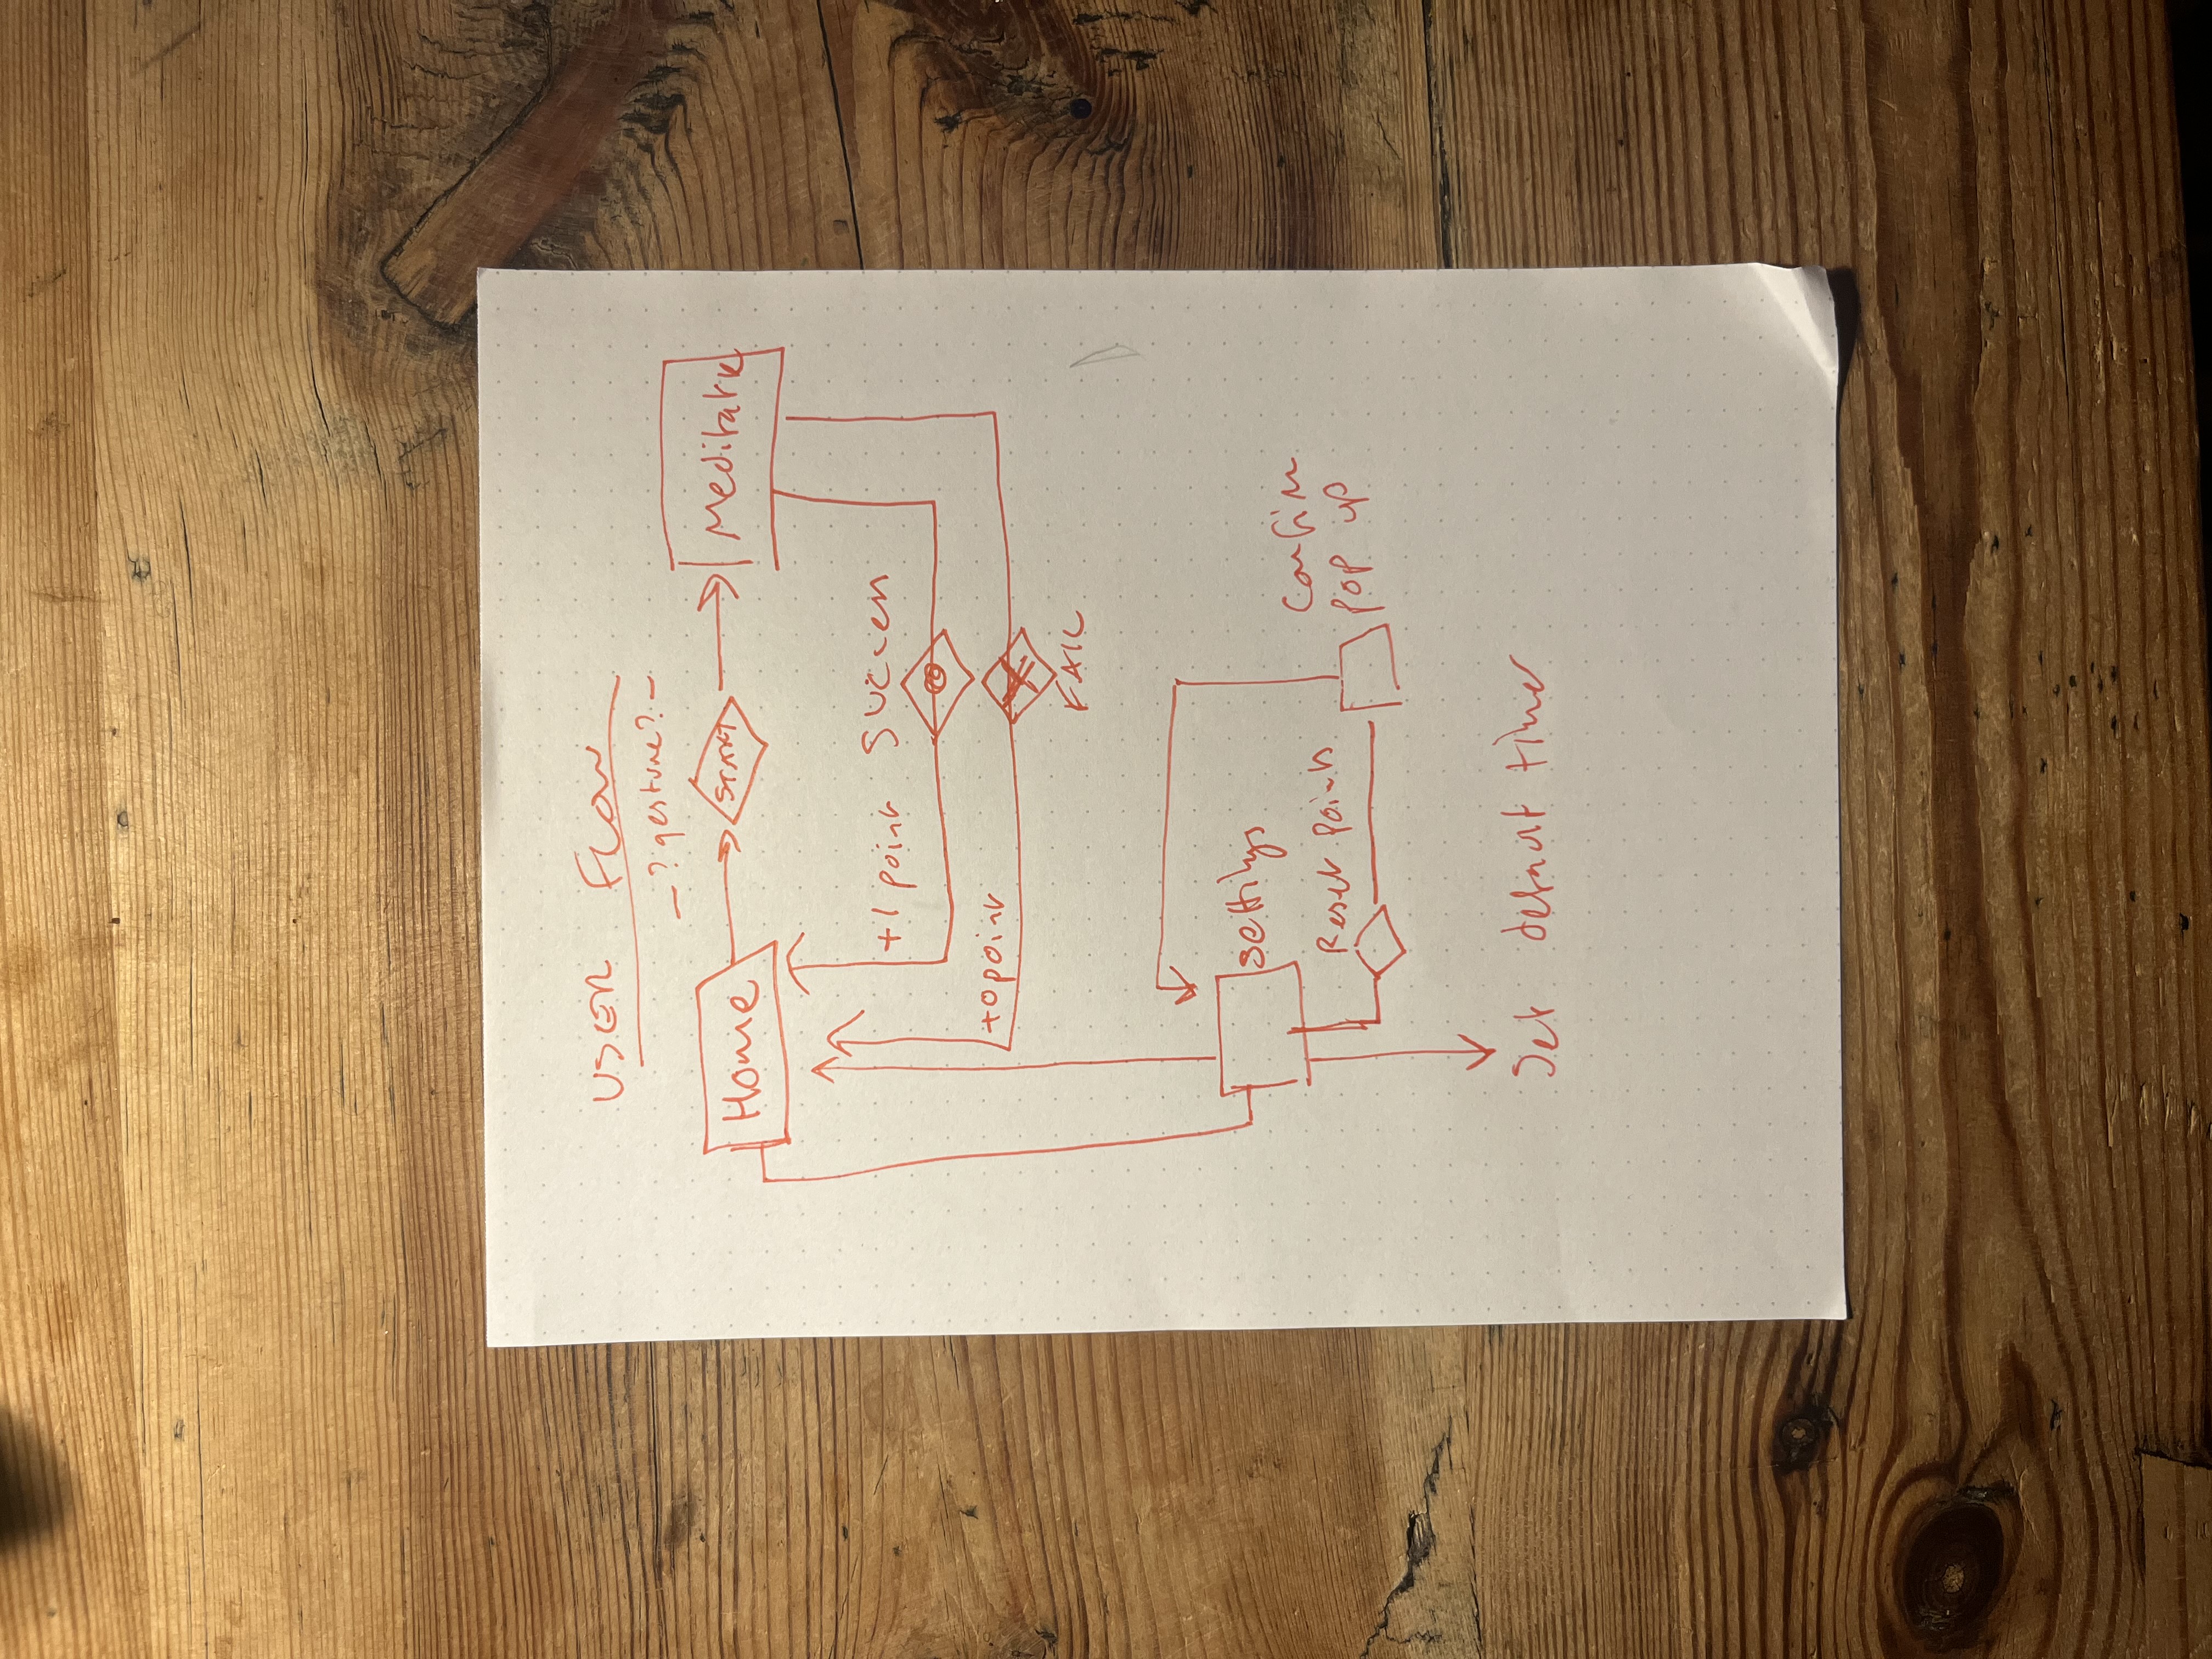 USER Flow
- ? gesture? -
Home
START
Meditate
+1 point
Success
+0 point
FAIL
Settings
Confirm
pop up
Reset points
Set default timer